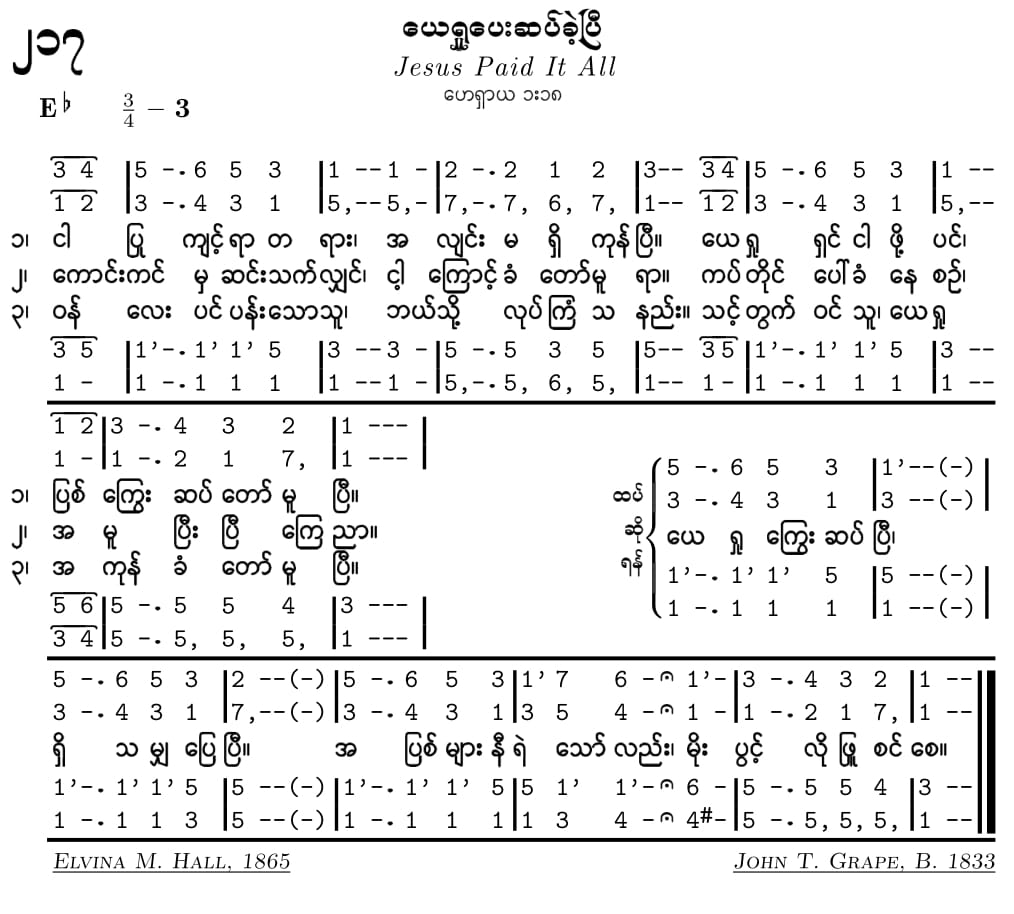 ၂၁၇
ယေရှုပေးဆပ်ခဲ့ပြီ
Jesus Paid It All
ဟေရှာယ ၁း၁၈
E♭ 3/4 – 3
3 4 |5 -. 6 5 3 |1 --1 -|2 -. 2 1 2 |3-- 3 4|5 -. 6 5 3 |1 --
1 2 |3 -. 4 3 1 |5,--5,-|7,-. 7, 6, 7, |1-- 1 2|3 -. 4 3 1 |5,--
၁၊ ငါ ပြု ကျင့် ရာ တ ရား၊ အ လျင်း မ ရှိ ကုန် ပြီ။ ယေ ရှု ရှင် ငါ ဖို့ ပင်၊
၂၊ ကောင်းကင် မှ ဆင်းသက်လျှင်၊ ငါ့ ကြောင့် ခံ တော်မူ ရာ။ ကပ် တိုင် ပေါ် ခံ နေ စဉ်၊
၃၊ ဝန် လေး ပင် ပန်းသောသူ၊ ဘယ်သို့ လုပ် ကြံ သ နည်း။ သင့် တွက် ဝင် သူ၊ ယေရှု
3 5 |1’-. 1’ 1’ 5 |3 --3 -|5 -. 5 3 5 |5-- 3 5|1’-. 1’ 1’ 5 |3 --
1 - |1 -. 1 1 1 |1 --1 -|5,-. 5, 6, 5, |1-- 1 -|1 -. 1 1 1 |1 --
1 2|3 -. 4 3 2 |1 --- |
1 -|1 -. 2 1 7, |1 --- |
၁၊ ပြစ် ကြွေး ဆပ် တော် မူ ပြီ။
၂၊ အ မူ ပြီး ပြီ ကြေ ညာ။
၃၊ အ ကုန် ခံ တော် မူ ပြီ။
5 6|5 -. 5 5 4 |3 --- |
3 4|5 -. 5, 5, 5, |1 --- |
ထပ်
ဆို
ရန်
5 -. 6 5 3 |1’--(-)|
3 -. 4 3 1 |3 --(-)|
ယေ ရှု ကြွေး ဆပ် ပြီ၊
1’-. 1’ 1’ 5 |5 --(-)|
1 -. 1 1 1 |1 --(-)|
5 -. 6 5 3 |2 --(-)|5 -. 6 5 3|1’ 7 6 -𝄐 1’-|3 -. 4 3 2 |1 --||
3 -. 4 3 1 |7,--(-)|3 -. 4 3 1|3 5 4 -𝄐 1 -|1 -. 2 1 7, |1 --||
ရှိ သ မျှ ပြေ ပြီ။ အ ပြစ် များ နီ ရဲ သော် လည်း၊ မိုး ပွင့် လို ဖြူ စင် စေ။
1’-. 1’ 1’ 5 |5 --(-)|1’-. 1’ 1’ 5|5 1’ 1’-𝄐 6 -|5 -. 5 5 4 |3 --||
1 -. 1 1 3 |5 --(-)|1 -. 1 1 1|1 3 4 -𝄐 4#-|5 -. 5, 5, 5, |1 --||
ELVINA M. HALL, 1865
JOHN T. GRAPE, B. 1833